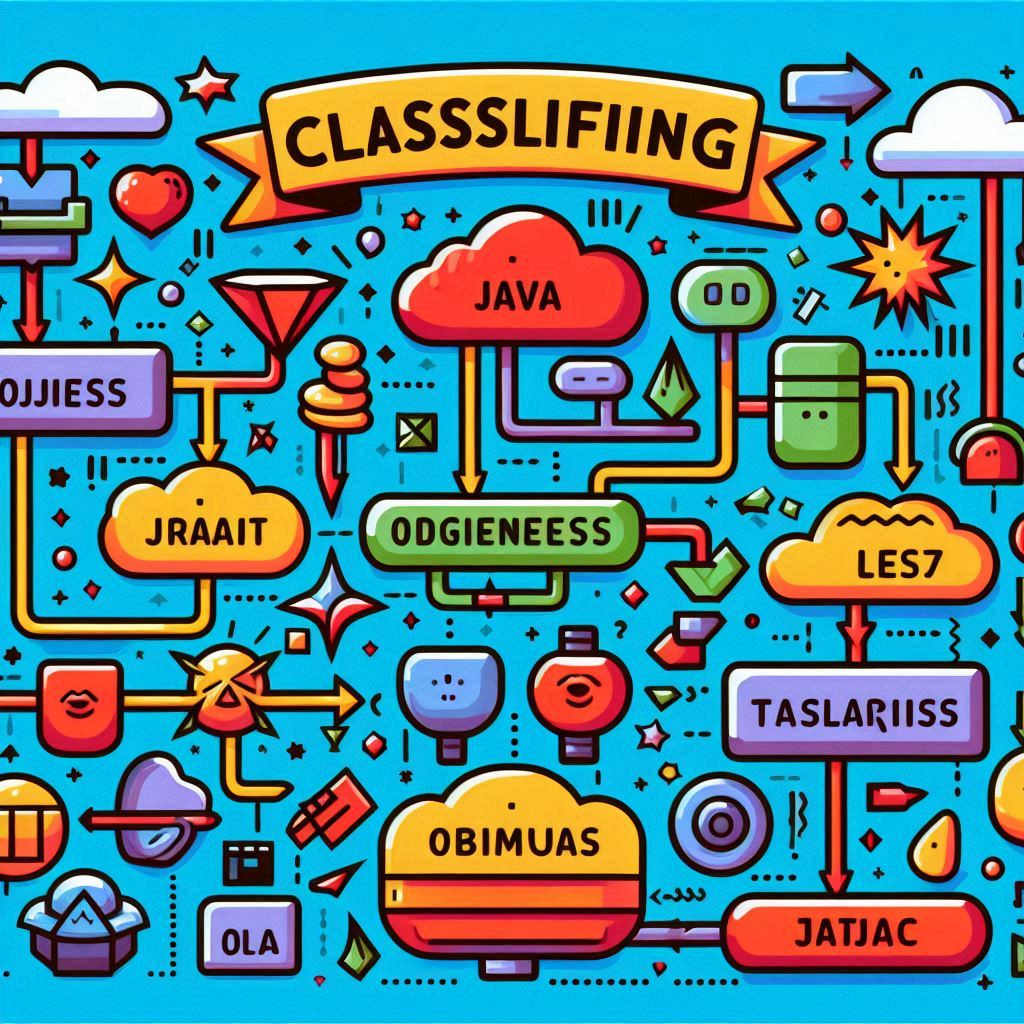 CLASSSLIFIING
JAVA
OJJIESS
JRAAIT
ODGIENEESS
LES7
TASLARIISS
OBIMUAS
OLA
JATJAC